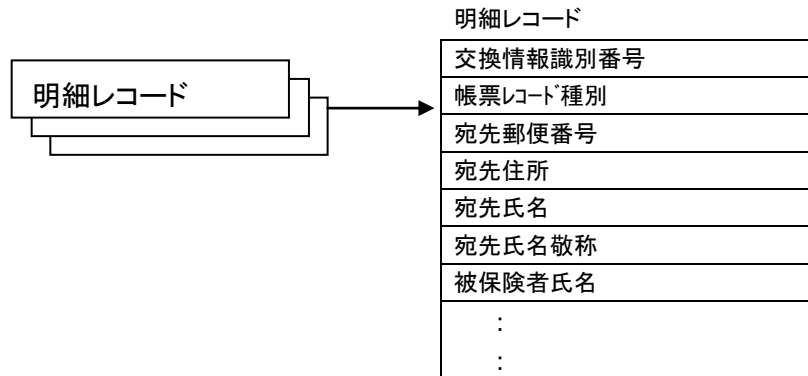 明細レコード
明細レコード
交換情報識別番号
帳票ﾚｺｰﾄﾞ種別
宛先郵便番号
宛先住所
宛先氏名
宛先氏名敬称
被保険者氏名
:
: